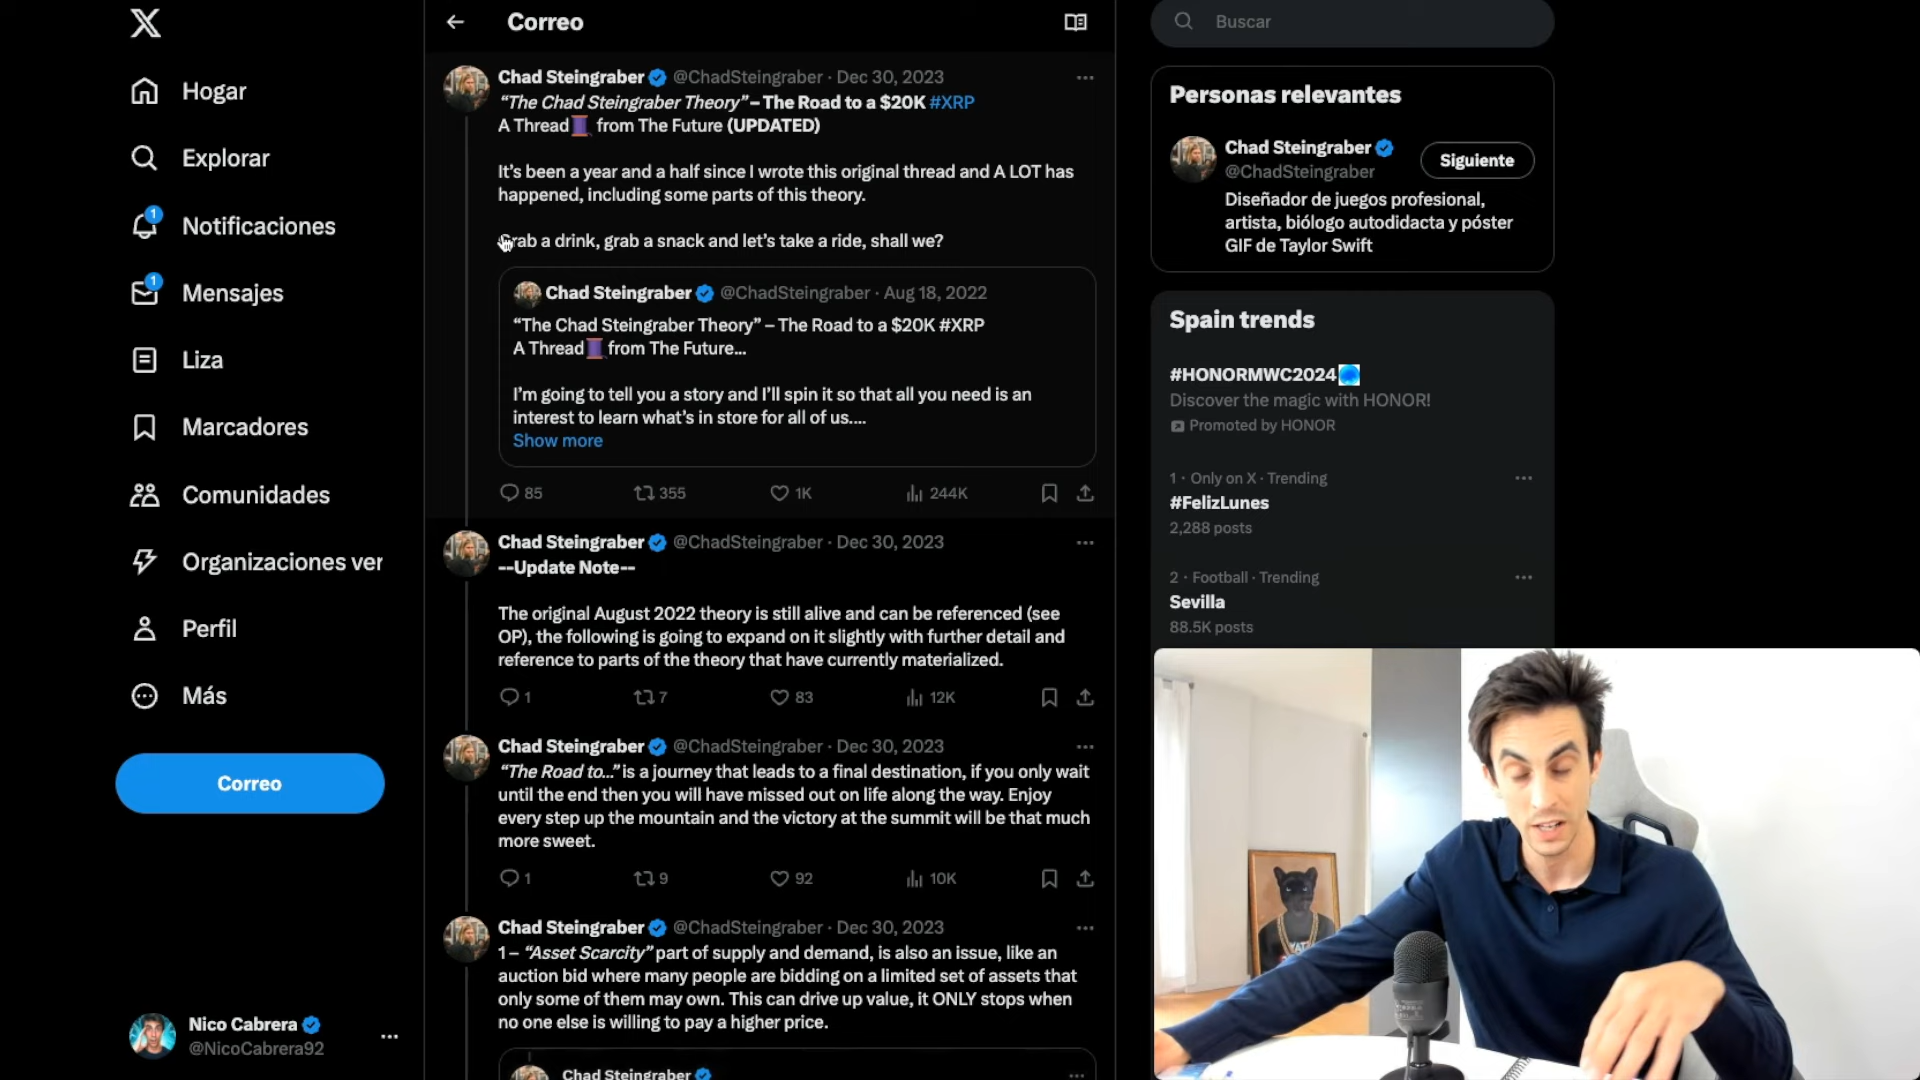 Hogar
Explorar
1
Notificaciones
1
Mensajes
Liza
Marcadores
Comunidades
Organizaciones ver
Perfil
Más
Correo
Nico Cabrera
@NicoCabrera92
Correo
Chad Steingraber @ChadSteingraber · Dec 30, 2023
“The Chad Steingraber Theory” – The Road to a $20K #XRP
A Thread from The Future (UPDATED)
It’s been a year and a half since I wrote this original thread and A LOT has
happened, including some parts of this theory.
Grab a drink, grab a snack and let’s take a ride, shall we?
Chad Steingraber @ChadSteingraber · Aug 18, 2022
“The Chad Steingraber Theory” – The Road to a $20K #XRP
A Thread from The Future...
I’m going to tell you a story and I’ll spin it so that all you need is an
interest to learn what’s in store for all of us....
Show more
85 355 1K 244K
Chad Steingraber @ChadSteingraber · Dec 30, 2023
--Update Note--
The original August 2022 theory is still alive and can be referenced (see
OP), the following is going to expand on it slightly with further detail and
reference to parts of the theory that have currently materialized.
1 7 83 12K
Chad Steingraber @ChadSteingraber · Dec 30, 2023
“The Road to...” is a journey that leads to a final destination, if you only wait
until the end then you will have missed out on life along the way. Enjoy
every step up the mountain and the victory at the summit will be that much
more sweet.
1 9 92 10K
Chad Steingraber @ChadSteingraber · Dec 30, 2023
1 – “Asset Scarcity” part of supply and demand, is also an issue, like an
auction bid where many people are bidding on a limited set of assets that
only some of them may own. This can drive up value, it ONLY stops when
no one else is willing to pay a higher price.
Chad Steingraber
Buscar
Personas relevantes
Chad Steingraber
@ChadSteingraber
Siguiente
Diseñador de juegos profesional,
artista, biólogo autodidacta y póster
GIF de Taylor Swift
Spain trends
#HONORMWC2024
Discover the magic with HONOR!
Promoted by HONOR
1 · Only on X · Trending
#FelizLunes
2,288 posts
2 · Football · Trending
Sevilla
88.5K posts